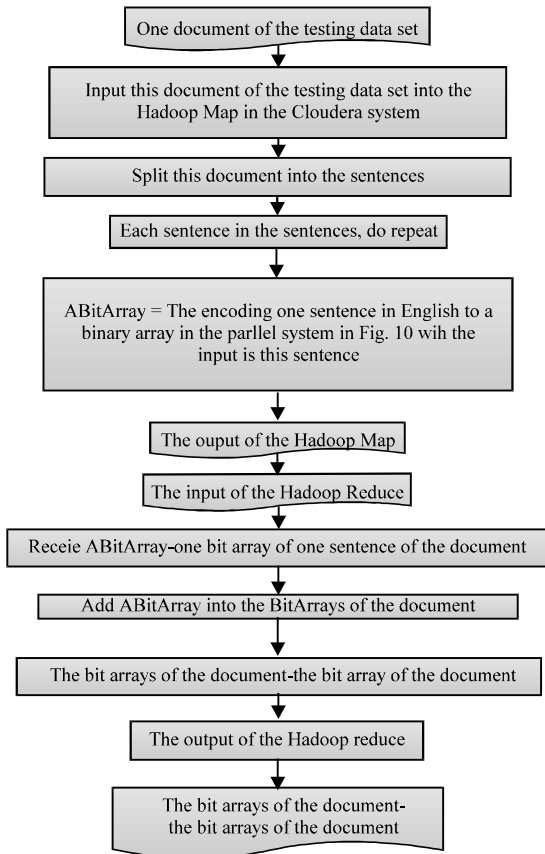 One document of the testing data set
Input this document of the testing data set into the
Hadoop Map in the Cloudera system
Split this document into the sentences
Each sentence in the sentences, do repeat
ABitArray = The encoding one sentence in English to a
binary array in the parllel system in Fig. 10 wih the
input is this sentence
The ouput of the Hadoop Map
The input of the Hadoop Reduce
Receie ABitArray-one bit array of one sentence of the document
Add ABitArray into the BitArrays of the document
The bit arrays of the document-the bit array of the document
The output of the Hadoop reduce
The bit arrays of the document-
the bit arrays of the document